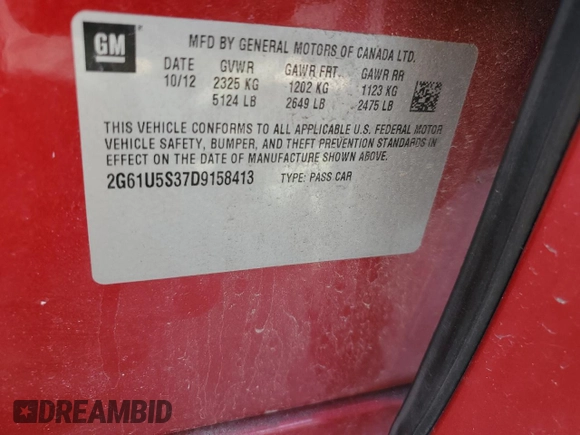 GM
MFD BY GENERAL MOTORS OF CANADA LTD.
DATE GVWR GAWR FRT. GAWR RR
10/12 2325 KG 1202 KG 1123 KG
5124 LB 2649 LB 2475 LB
THIS VEHICLE CONFORMS TO ALL APPLICABLE U.S. FEDERAL MOTOR
VEHICLE SAFETY, BUMPER, AND THEFT PREVENTION STANDARDS IN
EFFECT ON THE DATE OF MANUFACTURE SHOWN ABOVE.
2G61U5S37D9158413 TYPE: PASS CAR
DREAMBID